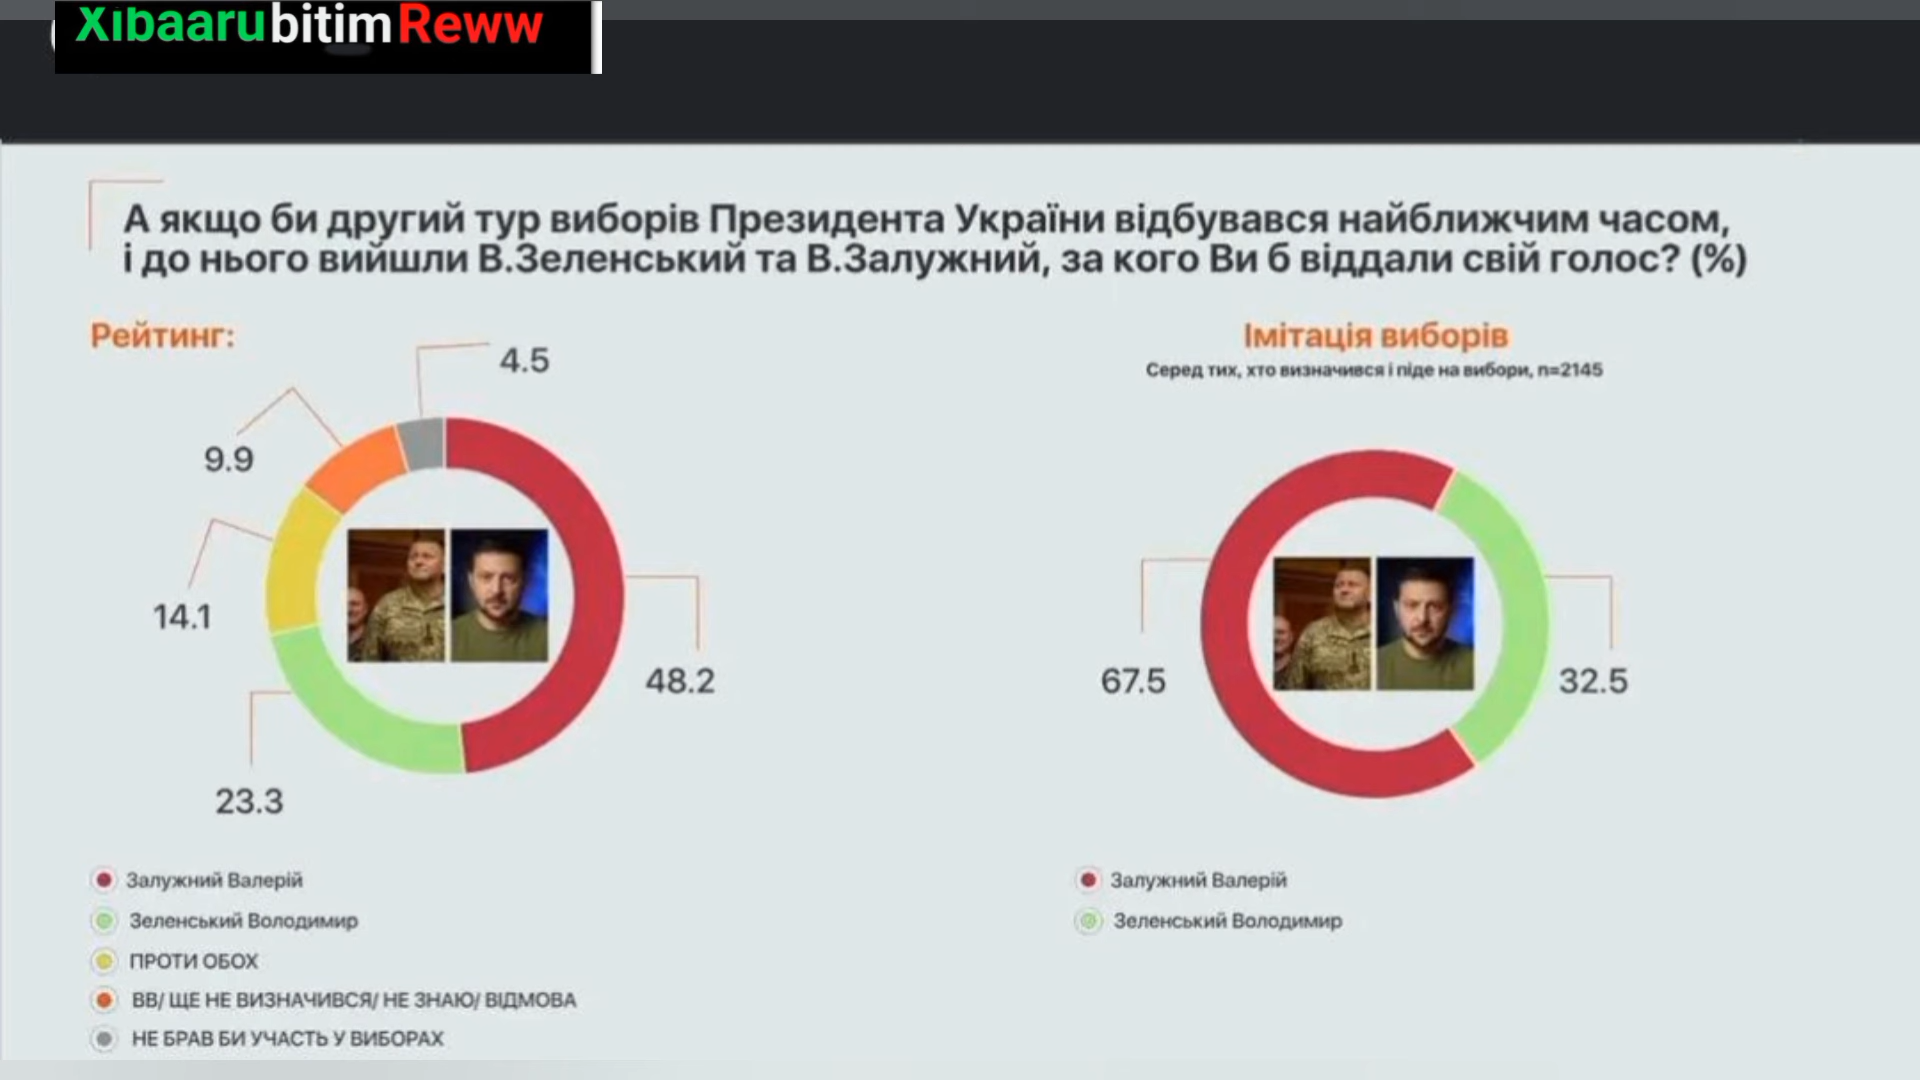 XibaarubitimReww
А якщо би другий тур виборів Президента України відбувався найближчим часом,
і до нього вийшли В.Зеленський та В.Залужний, за кого Ви б віддали свій голос? (%)
Рейтинг:
4.5
9.9
14.1
48.2
23.3
Залужний Валерій
Зеленський Володимир
ПРОТИ ОБОХ
ВВ/ ЩЕ НЕ ВИЗНАЧИВСЯ/ НЕ ЗНАЮ/ ВІДМОВА
НЕ БРАВ БИ УЧАСТЬ У ВИБОРАХ
Імітація виборів
Серед тих, хто визначився і піде на вибори, n=2145
67.5
32.5
Залужний Валерій
Зеленський Володимир